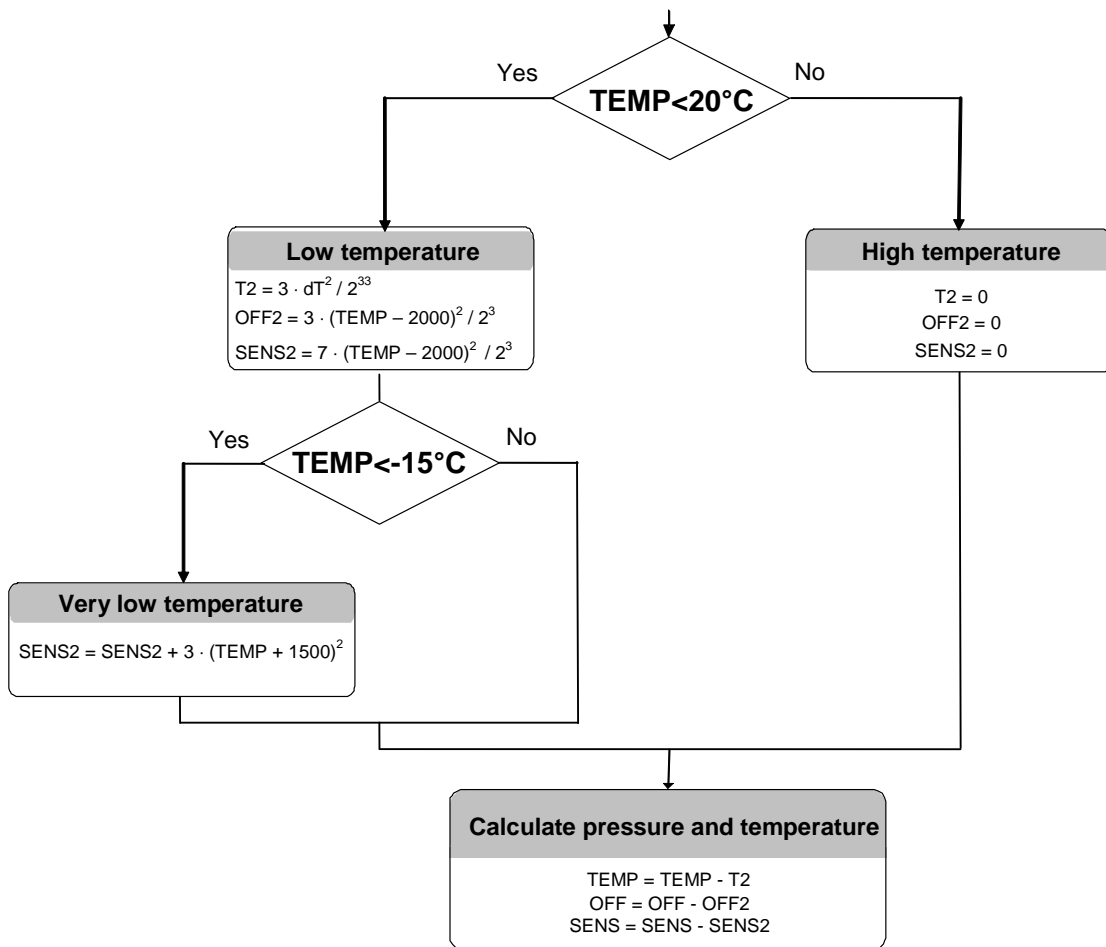 Yes
No
TEMP<20°C
Low temperature
T2 = 3 · dT² / 2³³
OFF2 = 3 · (TEMP – 2000)² / 2³
SENS2 = 7 · (TEMP – 2000)² / 2³
High temperature
T2 = 0
OFF2 = 0
SENS2 = 0
Yes
No
TEMP<-15°C
Very low temperature
SENS2 = SENS2 + 3 · (TEMP + 1500)²
Calculate pressure and temperature
TEMP = TEMP - T2
OFF = OFF - OFF2
SENS = SENS - SENS2